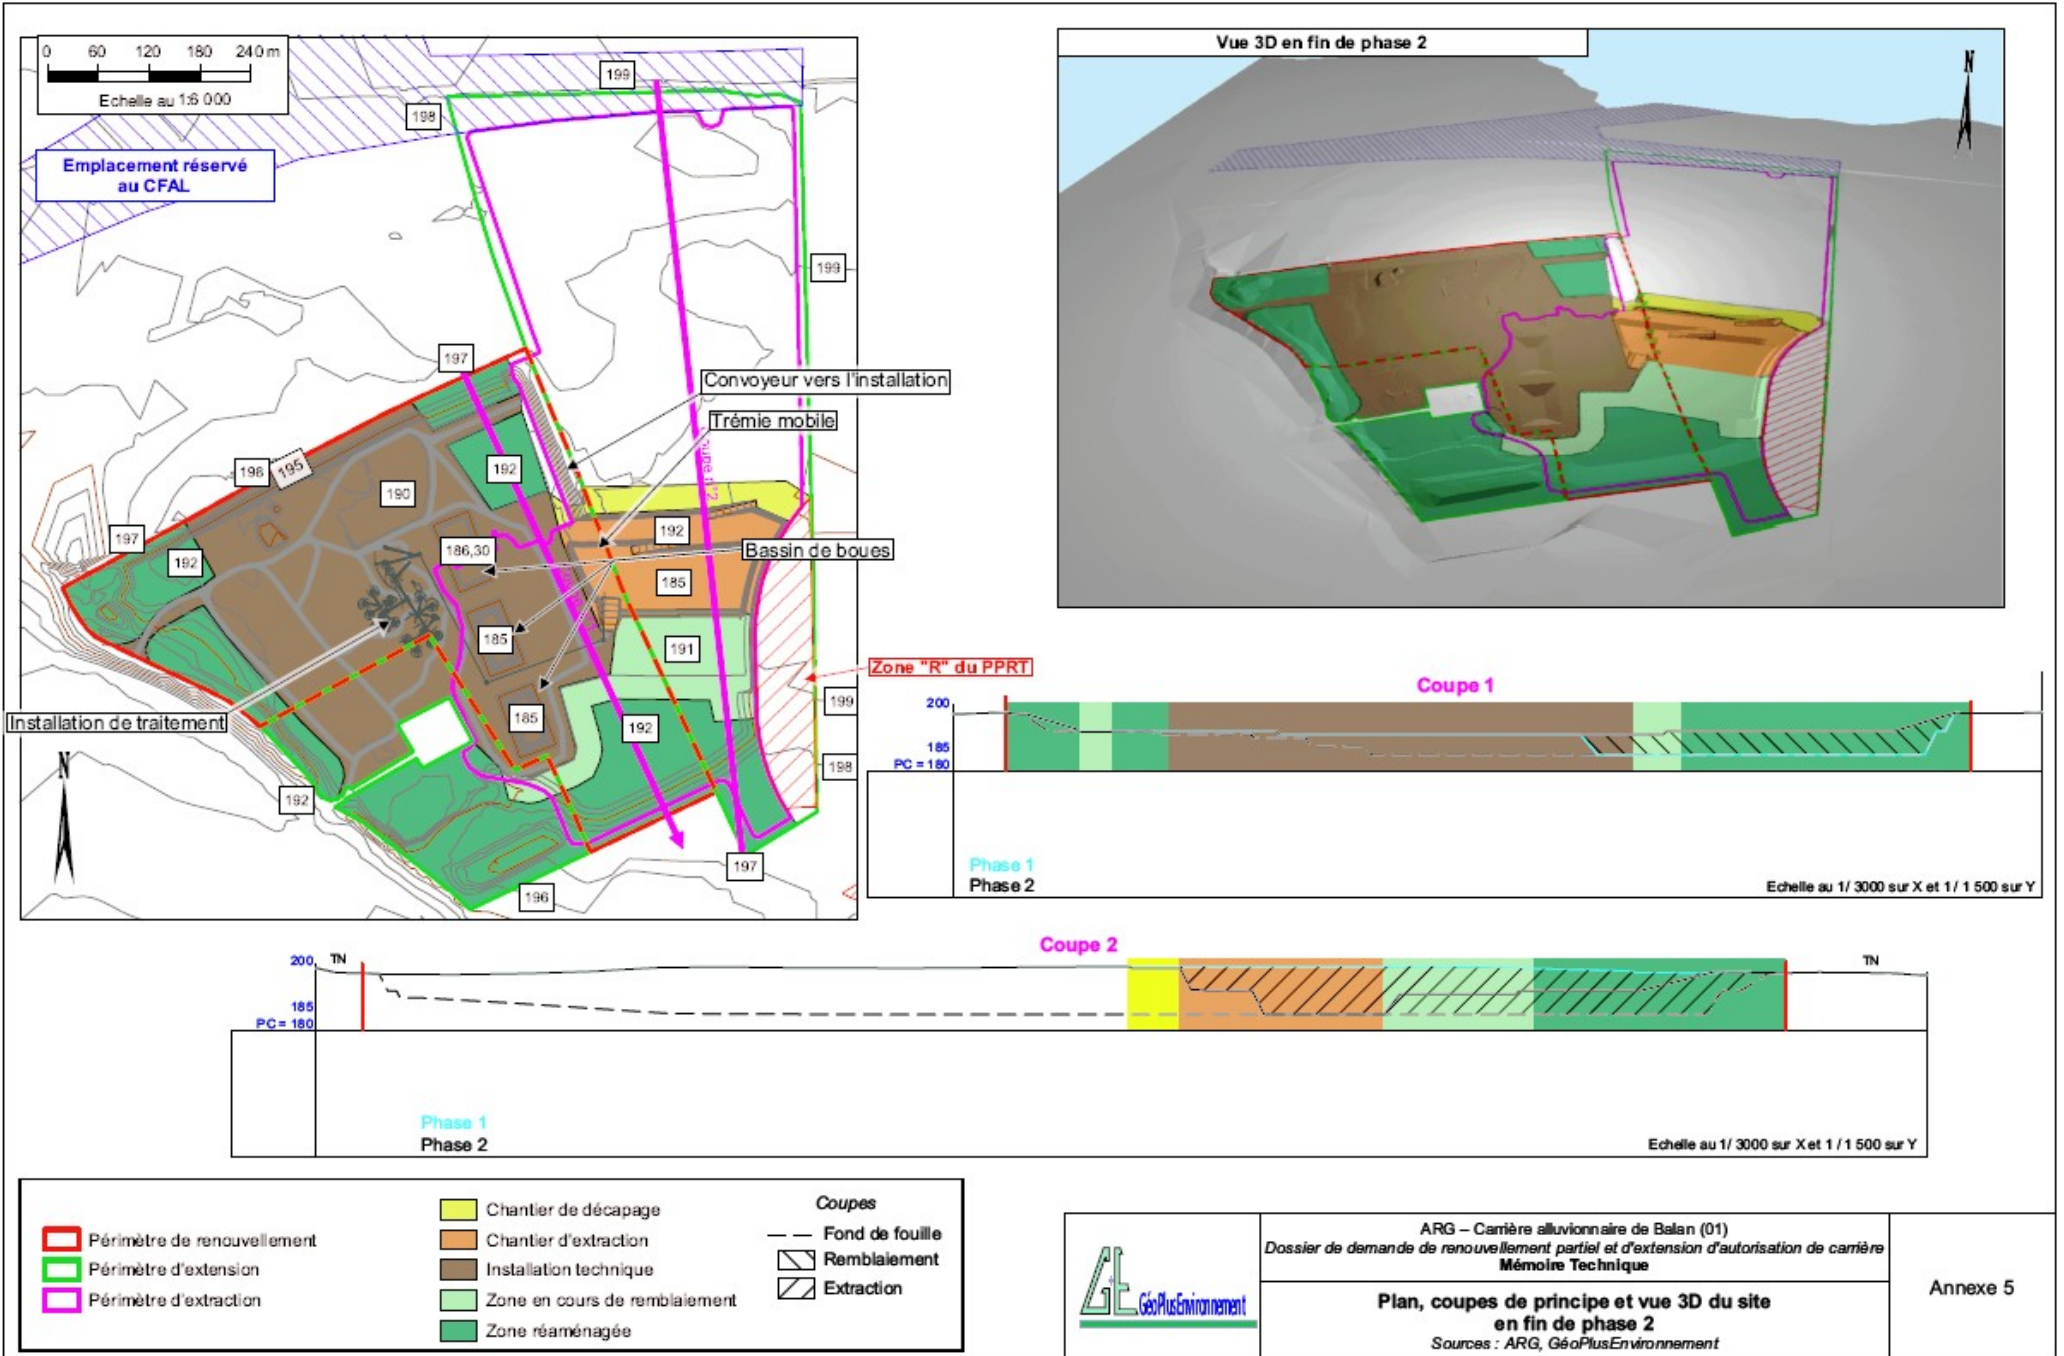 0 60 120 180 240 m
Echelle au 1:6 000
Emplacement réservé
au CFAL
199
198
199
197
Convoyeur vers l'installation
Trémie mobile
192
198
195
190
197
192
192
186,30
Bassin de boues
185
185
191
Zone "R" du PPRT
199
185
192
Installation de traitement
198
N
192
197
196
Vue 3D en fin de phase 2
N
Coupe 1
200
185
PC = 180
Phase 1
Phase 2
Echelle au 1/ 3000 sur X et 1/ 1 500 sur Y
Coupe 2
200
TN
TN
185
PC = 180
Phase 1
Phase 2
Echelle au 1/ 3000 sur X et 1 / 1 500 sur Y
Périmètre de renouvellement
Périmètre d'extension
Périmètre d'extraction
Chantier de décapage
Chantier d'extraction
Installation technique
Zone en cours de remblaiement
Zone réaménagée
Coupes
Fond de fouille
Remblaiement
Extraction
G+E
GéoPlusEnvironnement
ARG – Carrière alluvionnaire de Balan (01)
Dossier de demande de renouvellement partiel et d'extension d'autorisation de carrière
Mémoire Technique
Plan, coupes de principe et vue 3D du site
en fin de phase 2
Sources : ARG, GéoPlusEnvironnement
Annexe 5